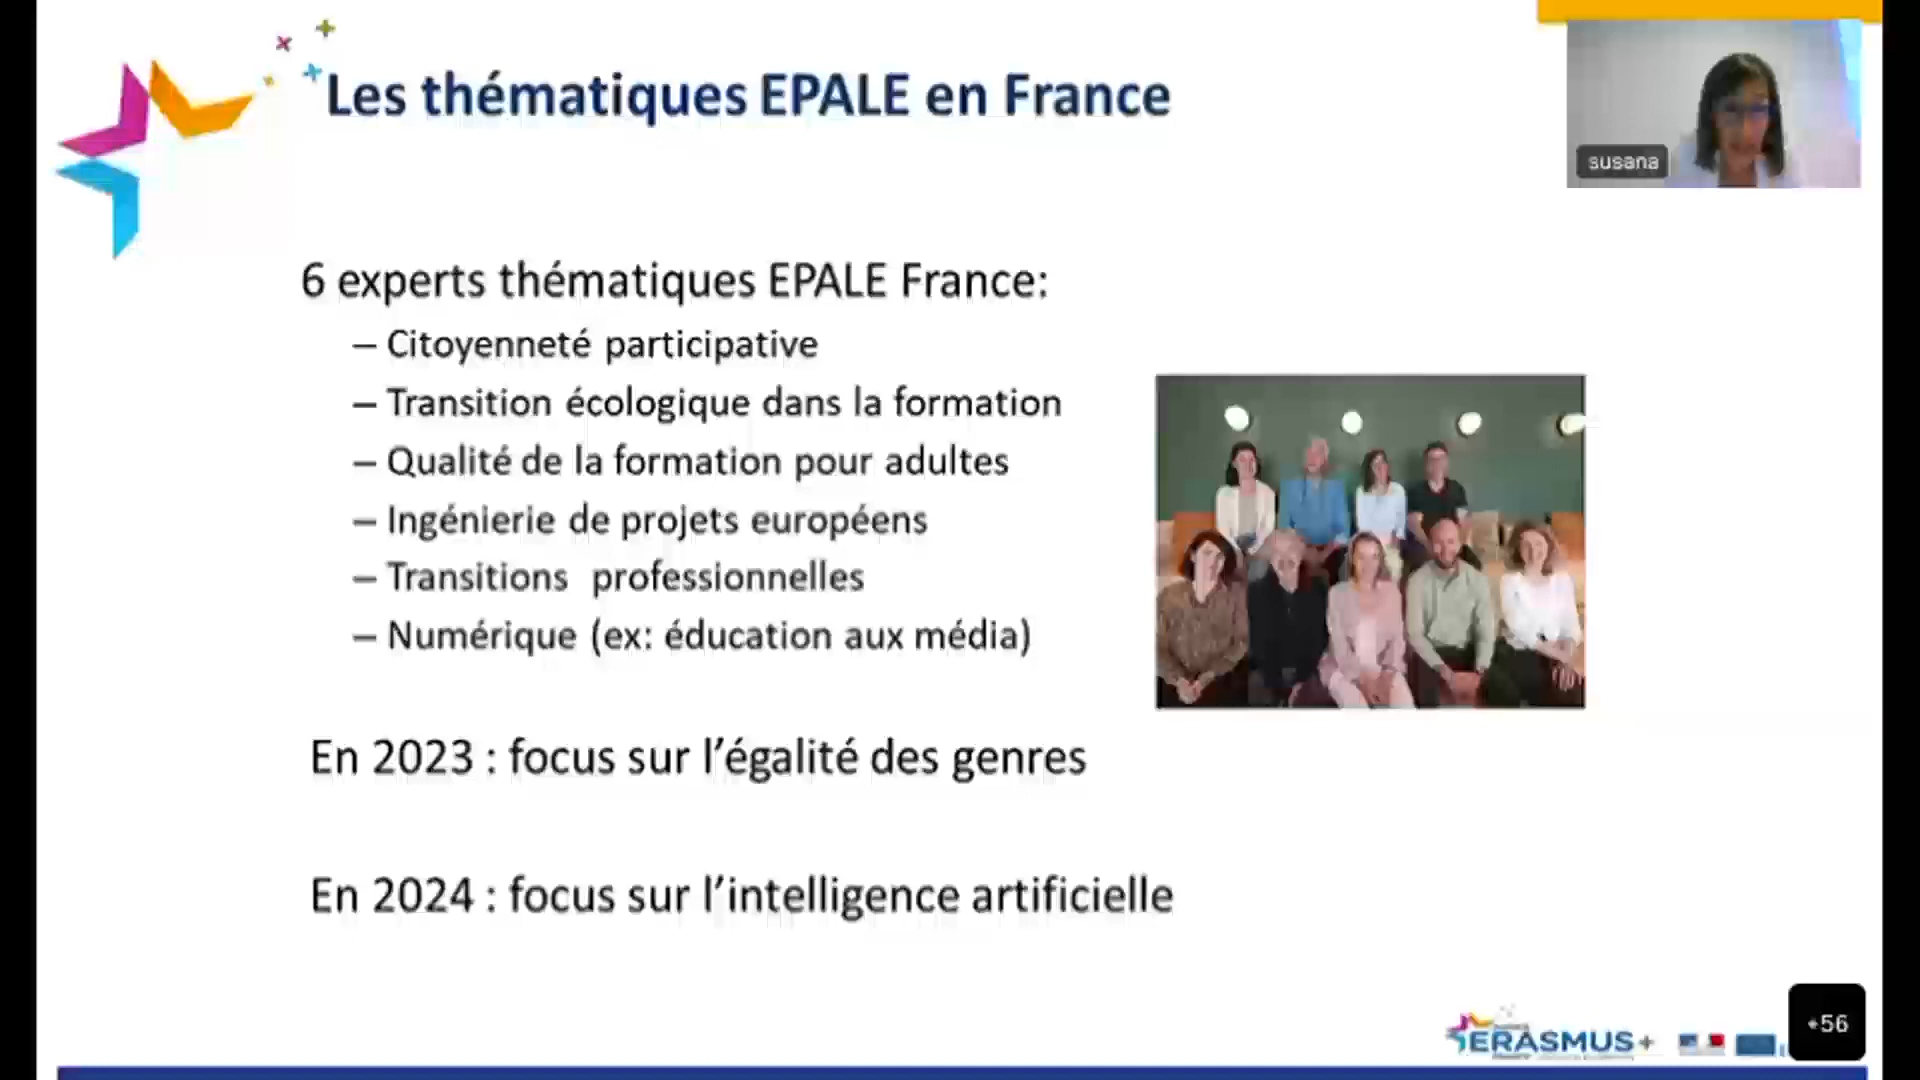 Les thématiques EPALE en France
susana
6 experts thématiques EPALE France:
– Citoyenneté participative
– Transition écologique dans la formation
– Qualité de la formation pour adultes
– Ingénierie de projets européens
– Transitions professionnelles
– Numérique (ex: éducation aux média)
En 2023 : focus sur l’égalité des genres
En 2024 : focus sur l’intelligence artificielle
ERASMUS+
+56